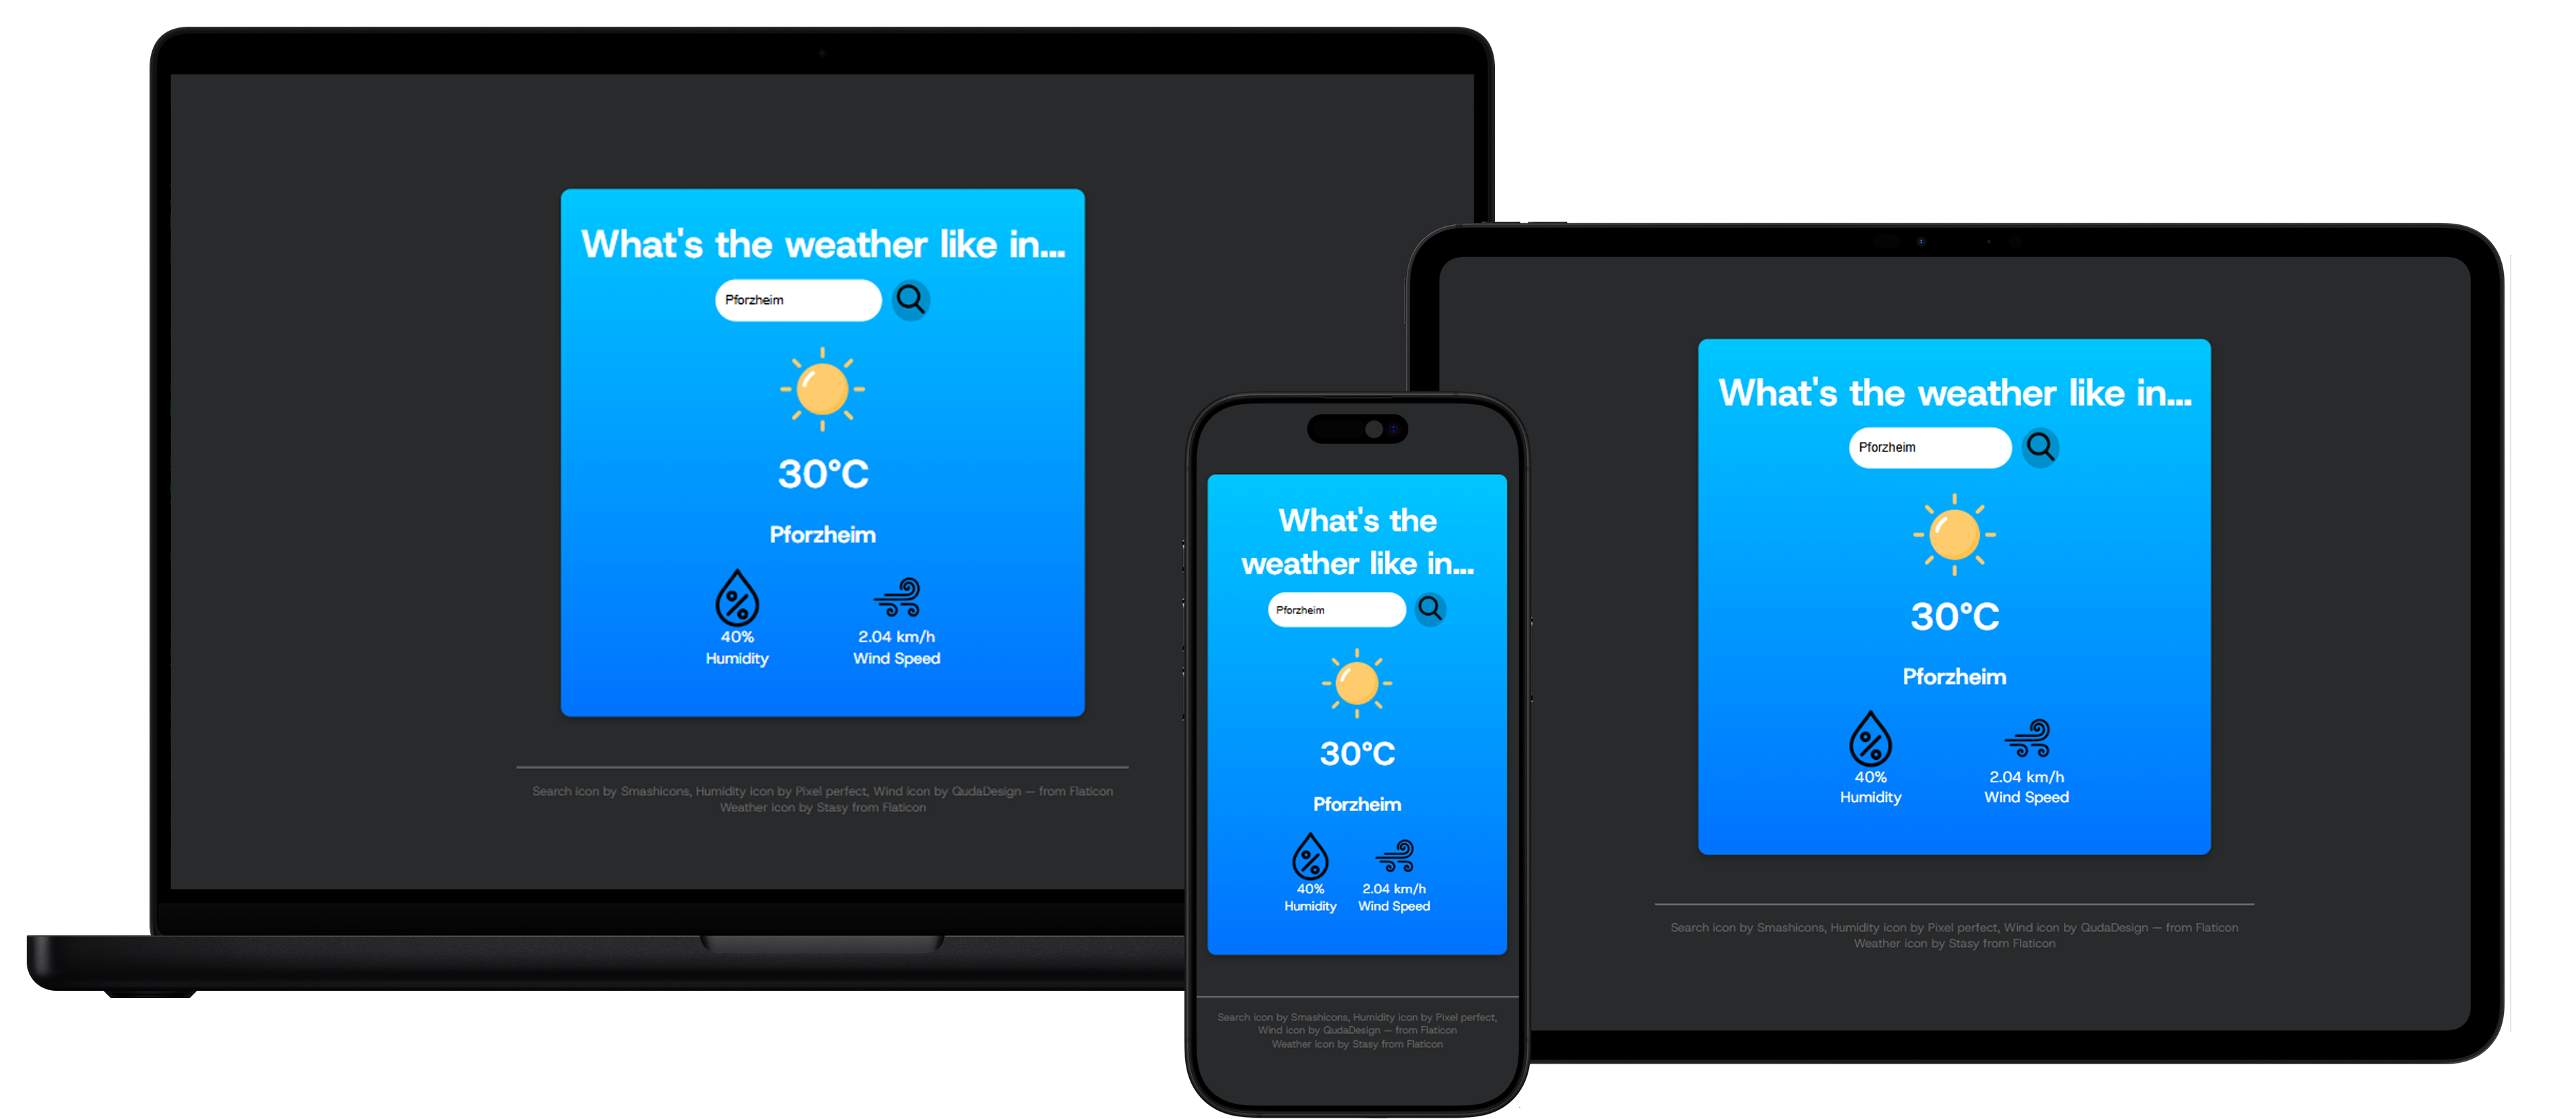 What's the weather like in...
Pforzheim
30°C
Pforzheim
40%
Humidity
2.04 km/h
Wind Speed
Search icon by Smashicons, Humidity icon by Pixel perfect, Wind icon by QudaDesign — from Flaticon
Weather icon by Stasy from Flaticon
What's the
weather like in...
Pforzheim
30°C
Pforzheim
40%
Humidity
2.04 km/h
Wind Speed
Search icon by Smashicons, Humidity icon by Pixel perfect,
Wind icon by QudaDesign — from Flaticon
Weather icon by Stasy from Flaticon
What's the weather like in...
Pforzheim
30°C
Pforzheim
40%
Humidity
2.04 km/h
Wind Speed
Search icon by Smashicons, Humidity icon by Pixel perfect, Wind icon by QudaDesign — from Flaticon
Weather icon by Stasy from Flaticon